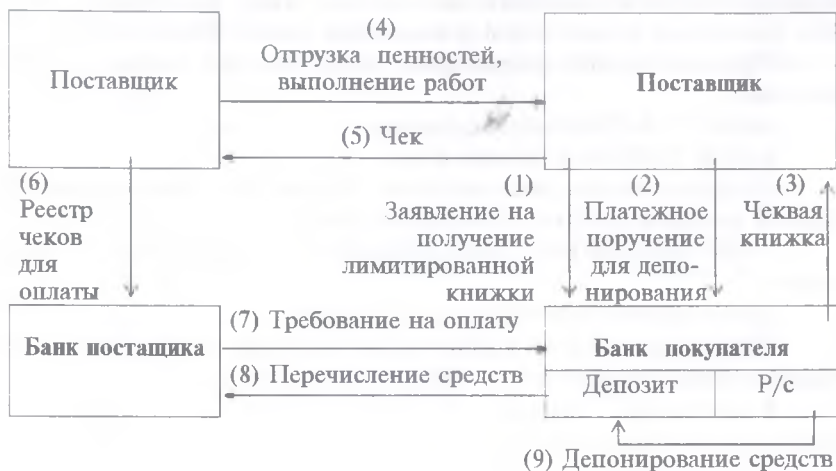 (4)
Отгрузка ценностей,
выполнение работ
Поставщик
Поставщик
(5) Чек
(6)
Реестр
чеков
для
оплаты
(1)
Заявление на
получение
лимитированной
книжки
(2)
Платежное
поручение
для депо-
нирования
(3)
Чеквая
книжка
Банк постащика
(7) Требование на оплату
Банк покупателя
(8) Перечисление средств
Депозит
Р/с
(9) Депонирование средств